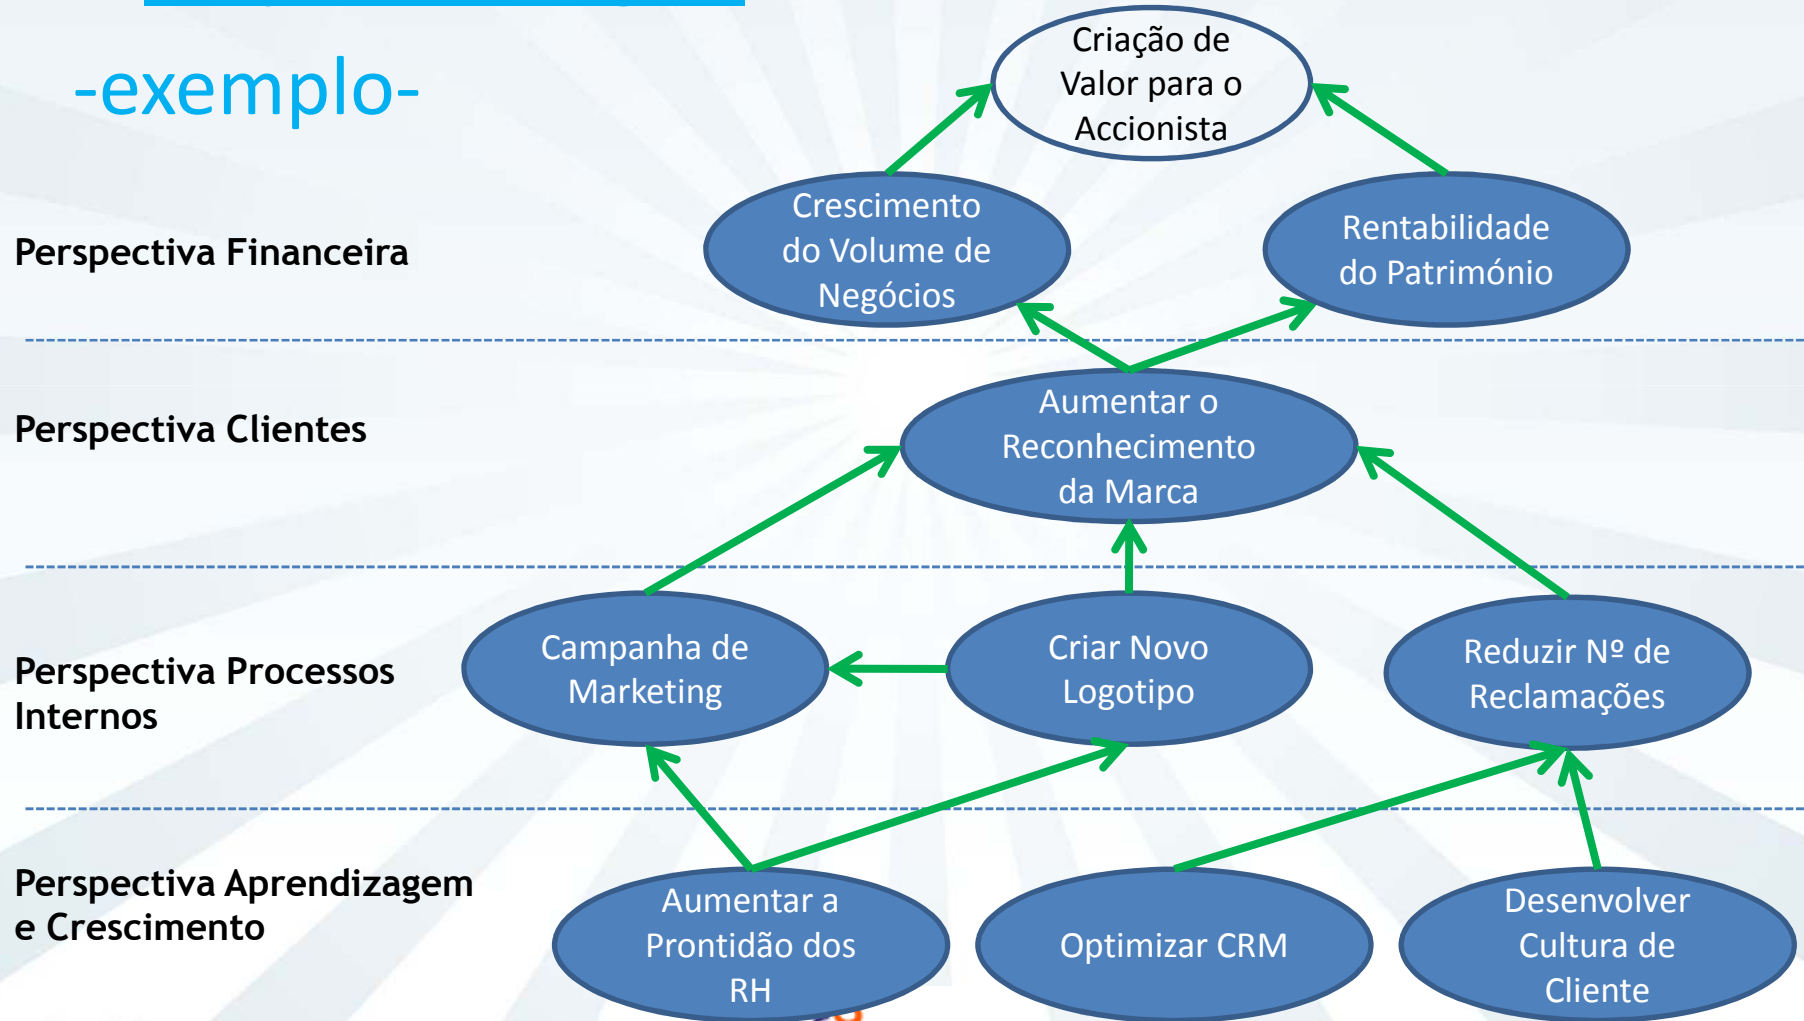 -exemplo-
Criação de
Valor para o
Accionista
Perspectiva Financeira
Crescimento
do Volume de
Negócios
Rentabilidade
do Património
Perspectiva Clientes
Aumentar o
Reconhecimento
da Marca
Perspectiva Processos
Internos
Campanha de
Marketing
Criar Novo
Logotipo
Reduzir Nº de
Reclamações
Perspectiva Aprendizagem
e Crescimento
Aumentar a
Prontidão dos
RH
Optimizar CRM
Desenvolver
Cultura de
Cliente